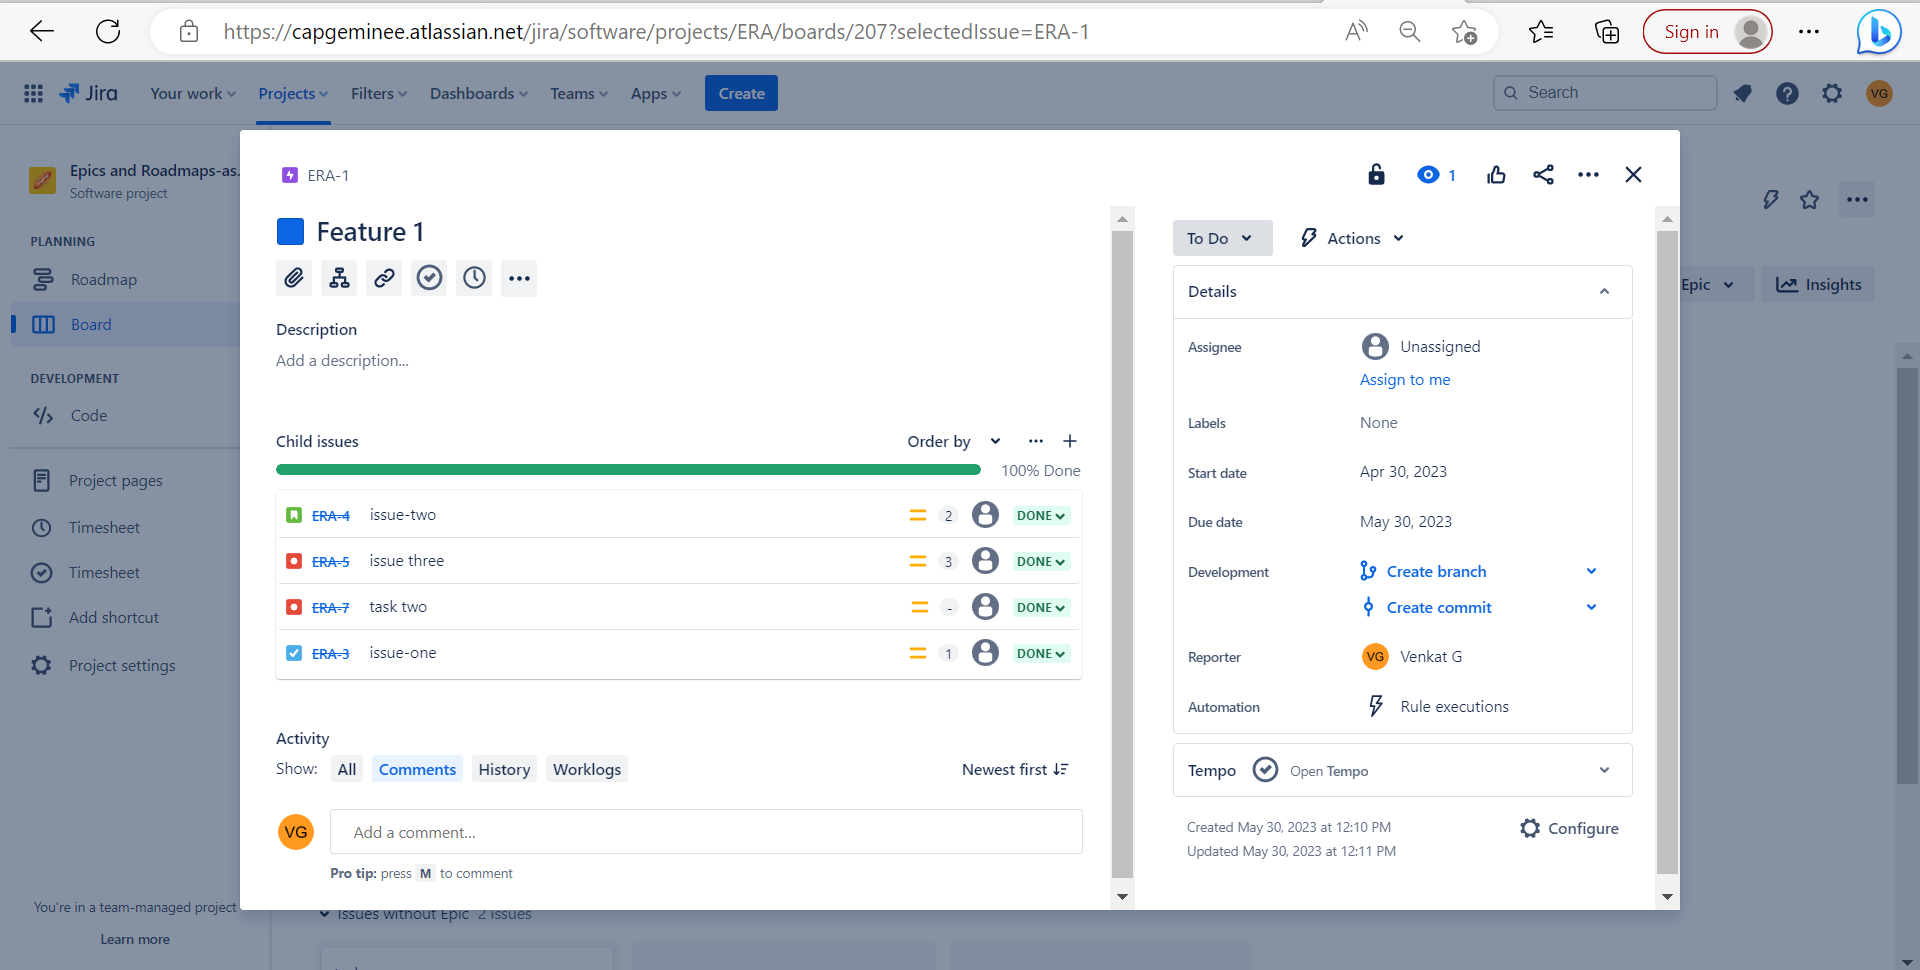 https://capgeminee.atlassian.net/jira/software/projects/ERA/boards/207?selectedIssue=ERA-1
Sign in
Jira
Your work
Projects
Filters
Dashboards
Teams
Apps
Create
Search
VG
Epics and Roadmaps-as.
Software project
PLANNING
Roadmap
Board
DEVELOPMENT
Code
Project pages
Timesheet
Timesheet
Add shortcut
Project settings
You're in a team-managed project
Learn more
ERA-1
1
Feature 1
Description
Add a description...
Child issues
Order by
100% Done
ERA-4 issue-two 2 DONE
ERA-5 issue three 3 DONE
ERA-7 task two - DONE
ERA-3 issue-one 1 DONE
Activity
Show: All Comments History Worklogs Newest first
VG
Add a comment...
Pro tip: press M to comment
To Do
Actions
Details
Assignee Unassigned
Assign to me
Labels None
Start date Apr 30, 2023
Due date May 30, 2023
Development Create branch
Create commit
Reporter VG Venkat G
Automation Rule executions
Tempo Open Tempo
Created May 30, 2023 at 12:10 PM
Updated May 30, 2023 at 12:11 PM
Configure
Epic
Insights
Issues without Epic 2 issues